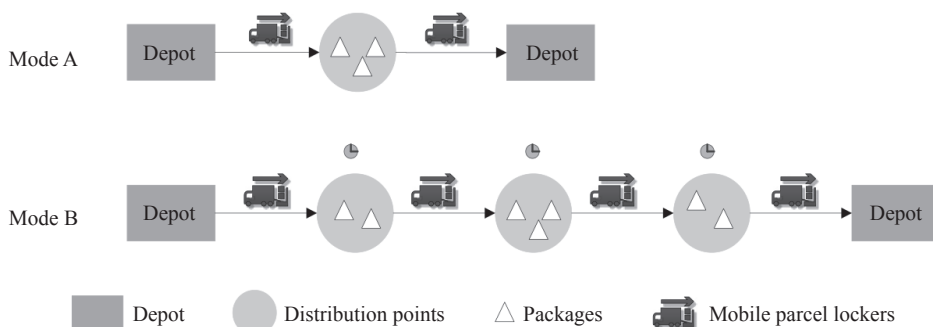 Mode A
Depot
Depot
Mode B
Depot
Depot
Depot
Distribution points
Packages
Mobile parcel lockers